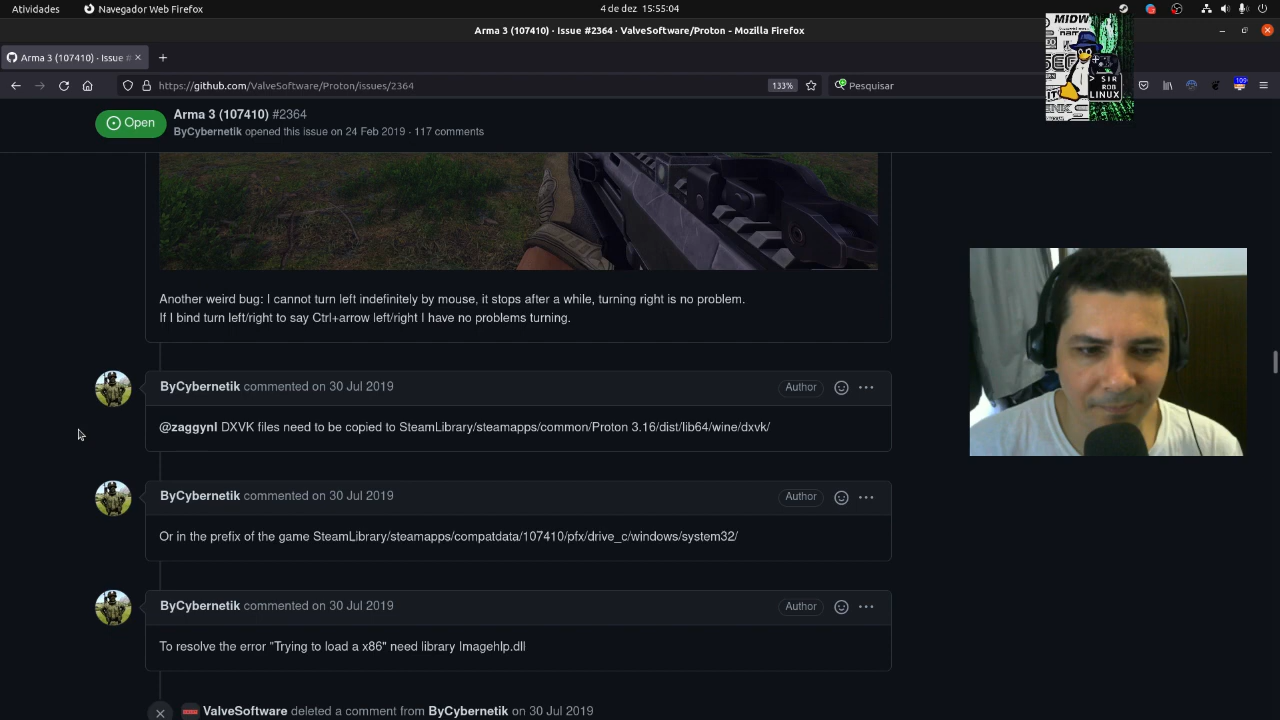 Atividades
Navegador Web Firefox
4 de dez 15:55:04
Arma 3 (107410) · Issue #2364 · ValveSoftware/Proton - Mozilla Firefox
Arma 3 (107410) · Issue #
https://github.com/ValveSoftware/Proton/issues/2364
133%
Pesquisar
109
MIDW
SIR
ROB
LINUX
Open
Arma 3 (107410) #2364
ByCybernetik opened this issue on 24 Feb 2019 · 117 comments
Another weird bug: I cannot turn left indefinitely by mouse, it stops after a while, turning right is no problem.
If I bind turn left/right to say Ctrl+arrow left/right I have no problems turning.
ByCybernetik commented on 30 Jul 2019
Author
@zaggynl DXVK files need to be copied to SteamLibrary/steamapps/common/Proton 3.16/dist/lib64/wine/dxvk/
ByCybernetik commented on 30 Jul 2019
Author
Or in the prefix of the game SteamLibrary/steamapps/compatdata/107410/pfx/drive_c/windows/system32/
ByCybernetik commented on 30 Jul 2019
Author
To resolve the error "Trying to load a x86" need library Imagehlp.dll
ValveSoftware deleted a comment from ByCybernetik on 30 Jul 2019